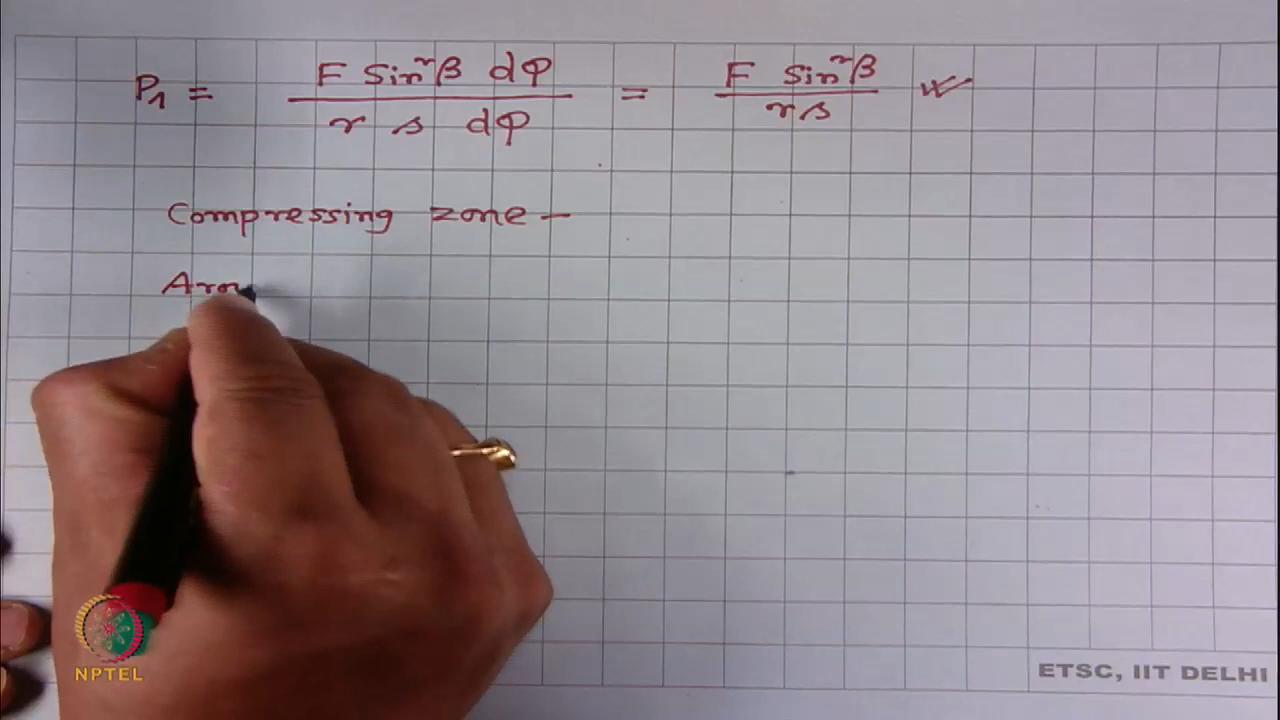 P₁ = F Sin²β dφ / r s dφ = F Sin²β / r s
Compressing zone –
NPTEL
ETSC, IIT DELHI